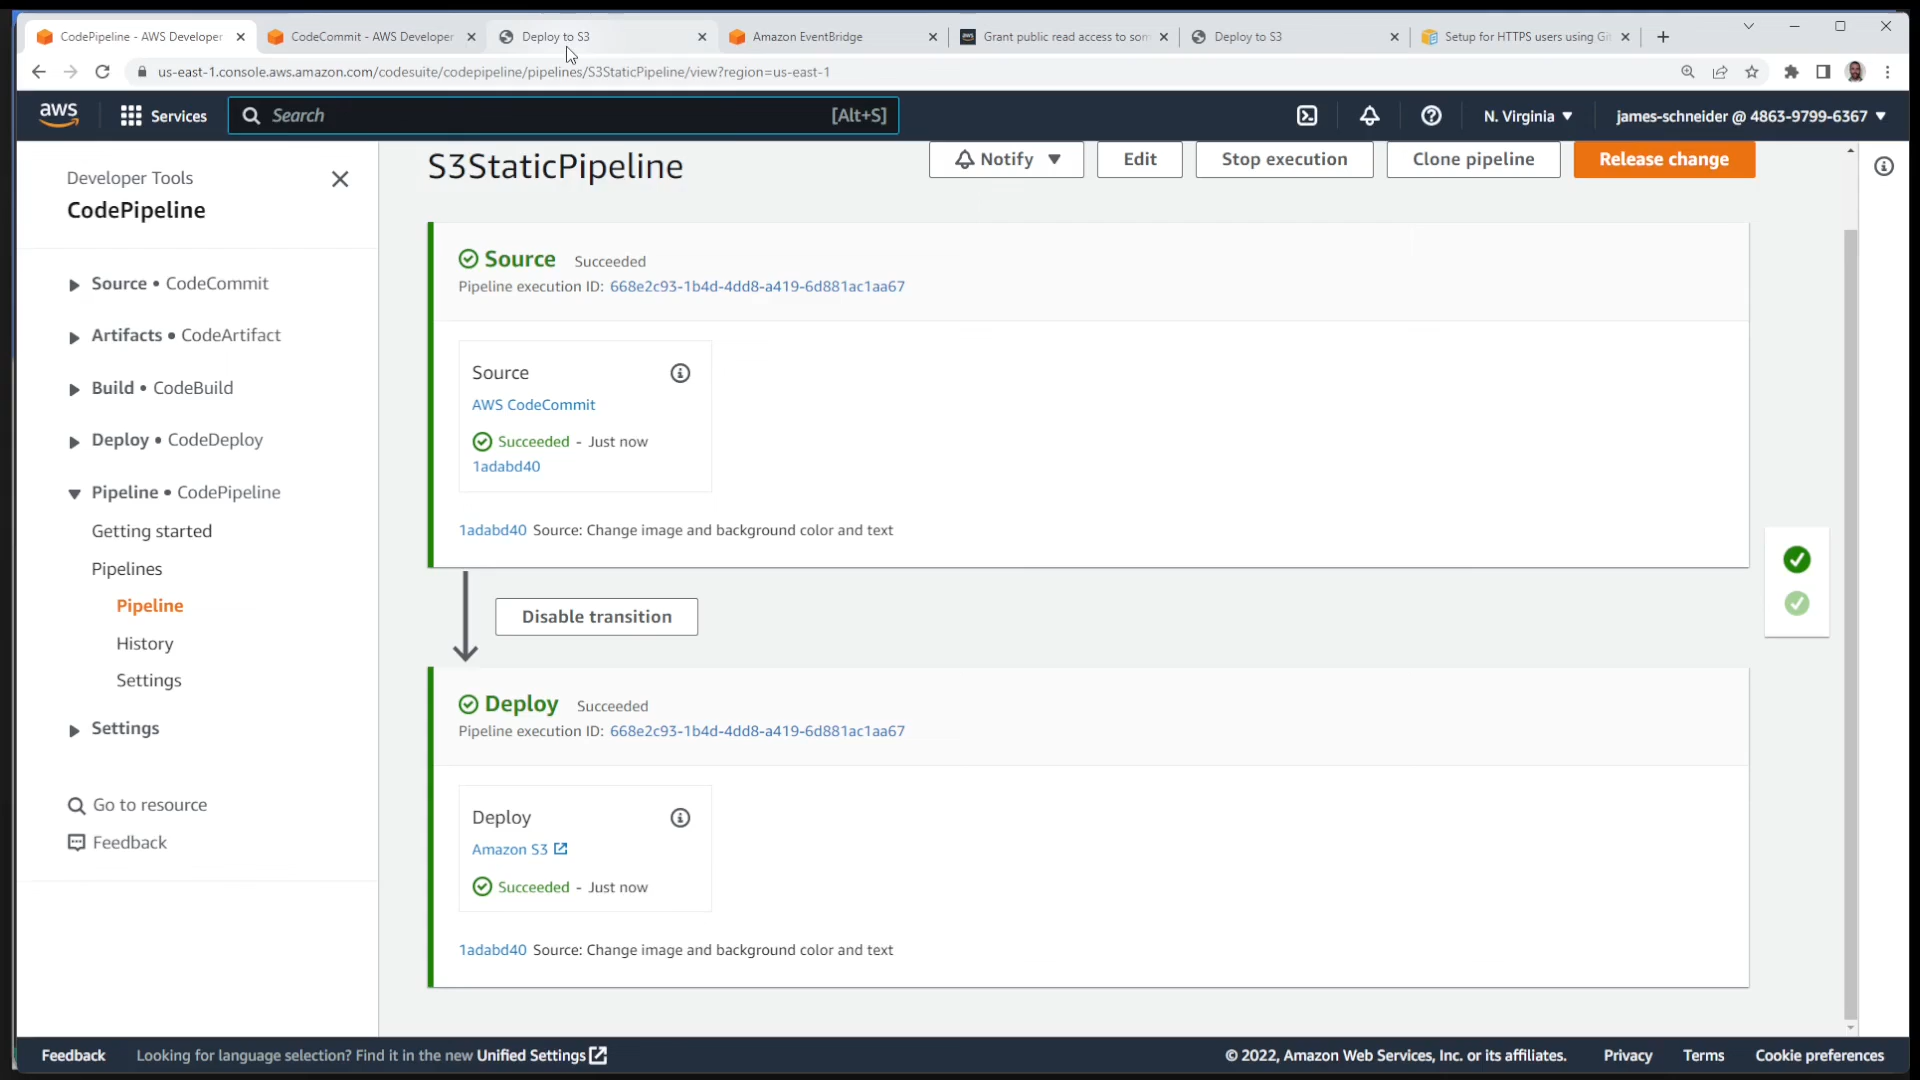 CodePipeline - AWS Developer
CodeCommit - AWS Developer
Deploy to S3
Amazon EventBridge
Grant public read access to som
Deploy to S3
Setup for HTTPS users using Gi
us-east-1.console.aws.amazon.com/codesuite/codepipeline/pipelines/S3StaticPipeline/view?region=us-east-1
aws
Services
Search
[Alt+S]
N. Virginia
james-schneider @ 4863-9799-6367
Developer Tools
CodePipeline
Source • CodeCommit
Artifacts • CodeArtifact
Build • CodeBuild
Deploy • CodeDeploy
Pipeline • CodePipeline
Getting started
Pipelines
Pipeline
History
Settings
Settings
Go to resource
Feedback
S3StaticPipeline
Notify
Edit
Stop execution
Clone pipeline
Release change
Source Succeeded
Pipeline execution ID: 668e2c93-1b4d-4dd8-a419-6d881ac1aa67
Source
AWS CodeCommit
Succeeded - Just now
1adabd40
1adabd40 Source: Change image and background color and text
Disable transition
Deploy Succeeded
Pipeline execution ID: 668e2c93-1b4d-4dd8-a419-6d881ac1aa67
Deploy
Amazon S3
Succeeded - Just now
1adabd40 Source: Change image and background color and text
Feedback
Looking for language selection? Find it in the new Unified Settings
© 2022, Amazon Web Services, Inc. or its affiliates.
Privacy
Terms
Cookie preferences